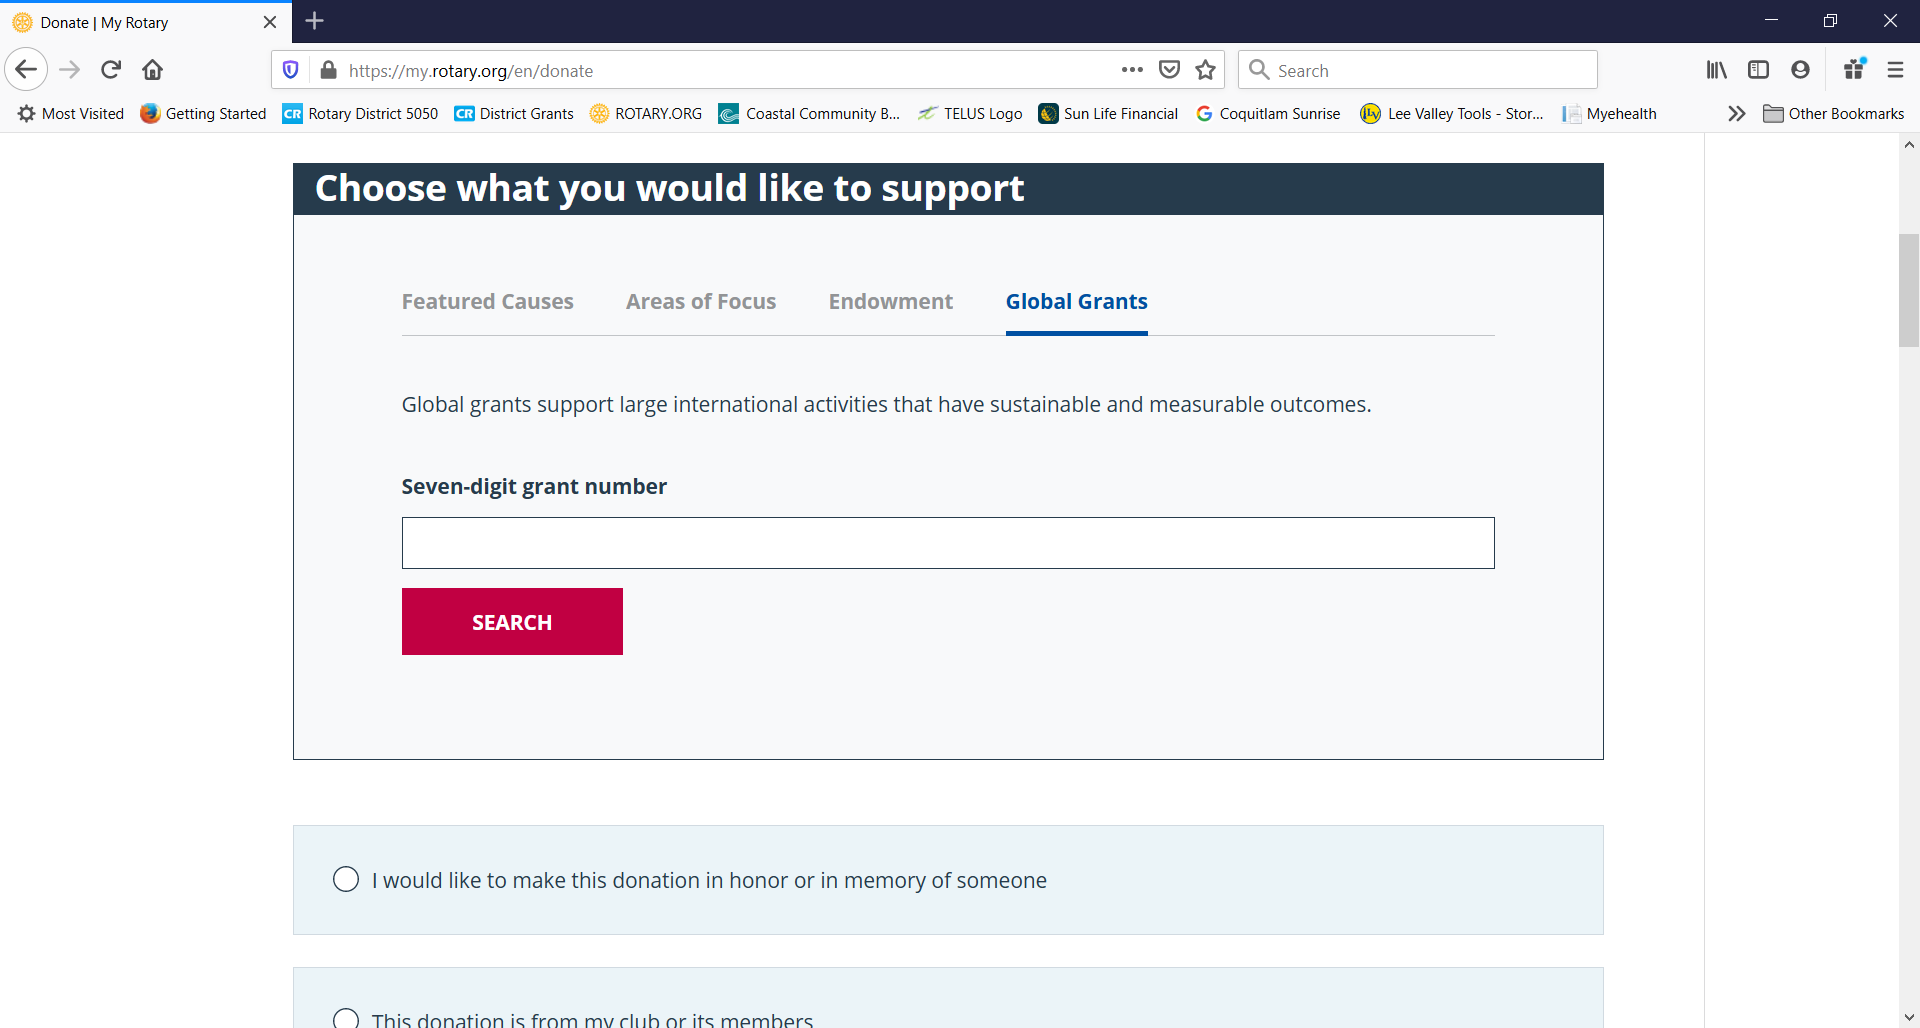 Donate | My Rotary
https://my.rotary.org/en/donate
Search
Most Visited
Getting Started
CR Rotary District 5050
CR District Grants
ROTARY.ORG
Coastal Community B...
TELUS Logo
Sun Life Financial
G Coquitlam Sunrise
LV Lee Valley Tools - Stor...
Myehealth
Other Bookmarks
Choose what you would like to support
Featured Causes
Areas of Focus
Endowment
Global Grants
Global grants support large international activities that have sustainable and measurable outcomes.
Seven-digit grant number
SEARCH
I would like to make this donation in honor or in memory of someone
This donation is from my club or its members